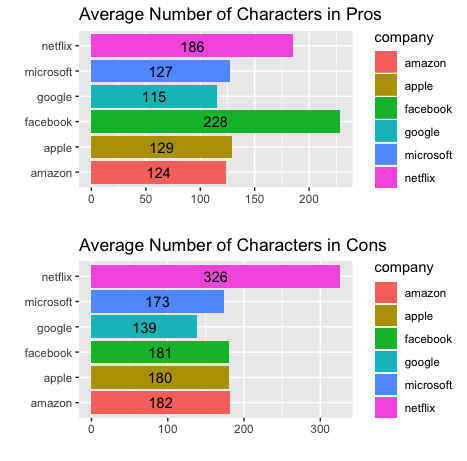 Average Number of Characters in Pros
netflix 186
microsoft 127
google 115
facebook 228
apple 129
amazon 124
0 50 100 150 200
company
amazon
apple
facebook
google
microsoft
netflix
Average Number of Characters in Cons
netflix 326
microsoft 173
google 139
facebook 181
apple 180
amazon 182
0 100 200 300
company
amazon
apple
facebook
google
microsoft
netflix